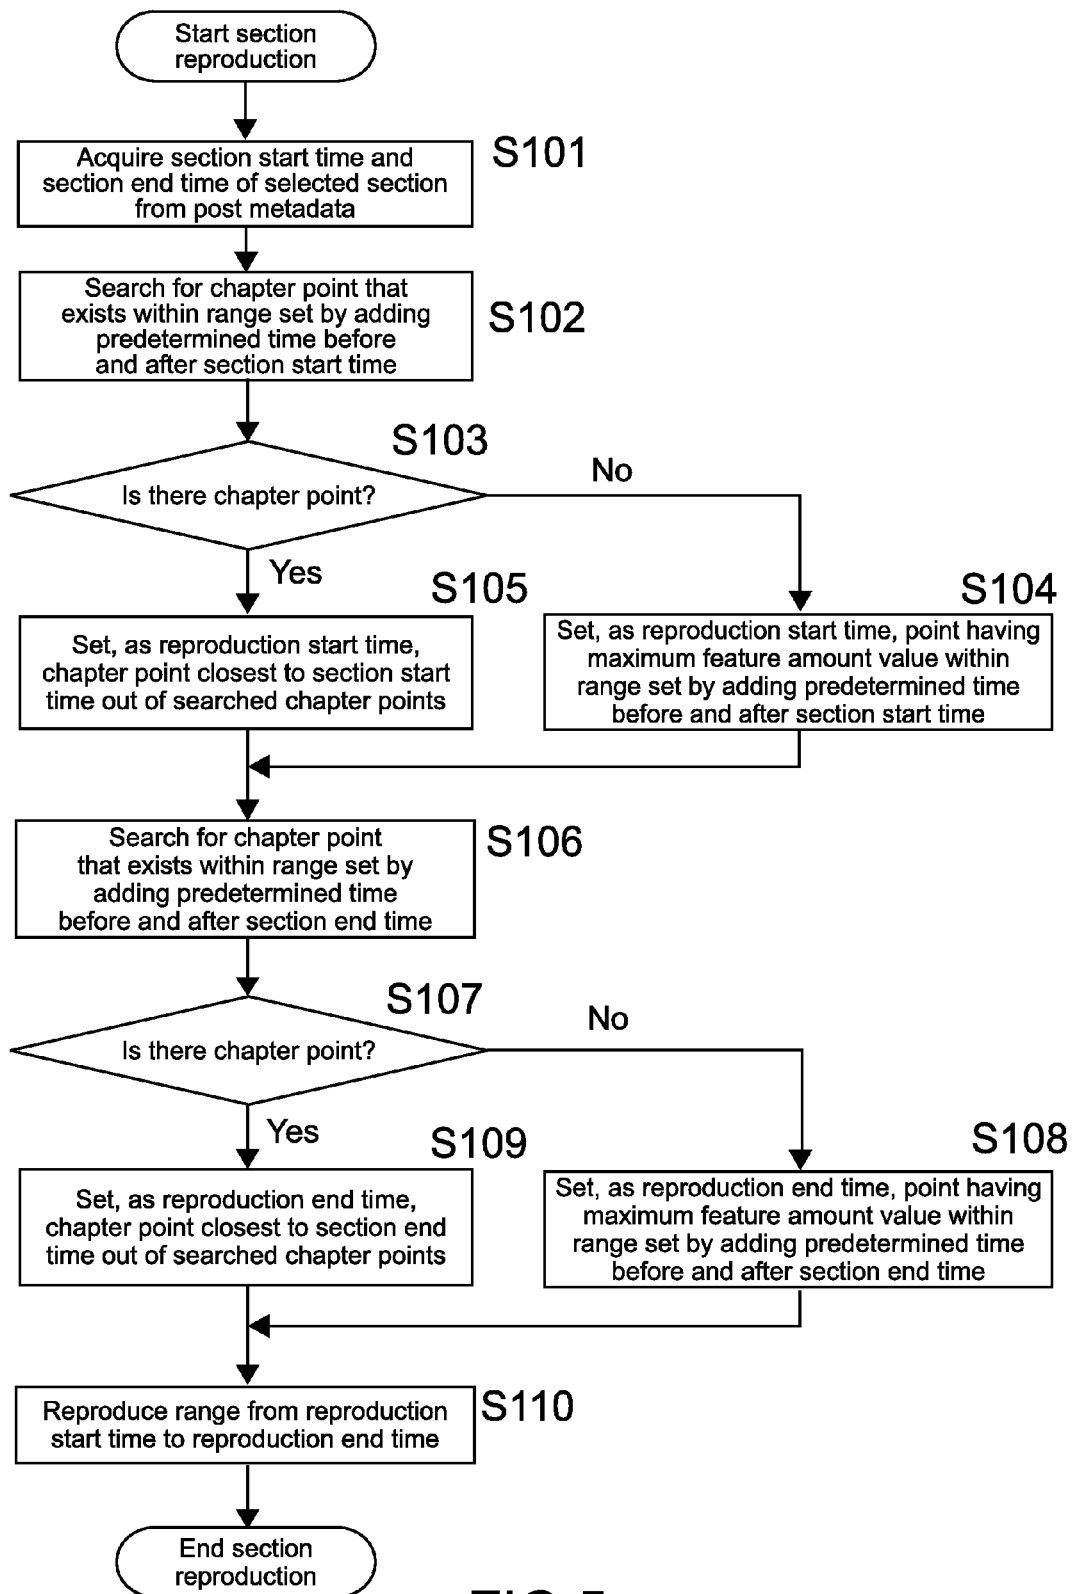 Start section
reproduction
Acquire section start time and
section end time of selected section
from post metadata
S101
Search for chapter point that
exists within range set by adding
predetermined time before
and after section start time
S102
S103
Is there chapter point?
No
Yes
S105
Set, as reproduction start time,
chapter point closest to section start
time out of searched chapter points
S104
Set, as reproduction start time, point having
maximum feature amount value within
range set by adding predetermined time
before and after section start time
Search for chapter point
that exists within range set by
adding predetermined time
before and after section end time
S106
S107
Is there chapter point?
No
Yes
S109
Set, as reproduction end time,
chapter point closest to section end
time out of searched chapter points
S108
Set, as reproduction end time, point having
maximum feature amount value within
range set by adding predetermined time
before and after section end time
Reproduce range from reproduction
start time to reproduction end time
S110
End section
reproduction